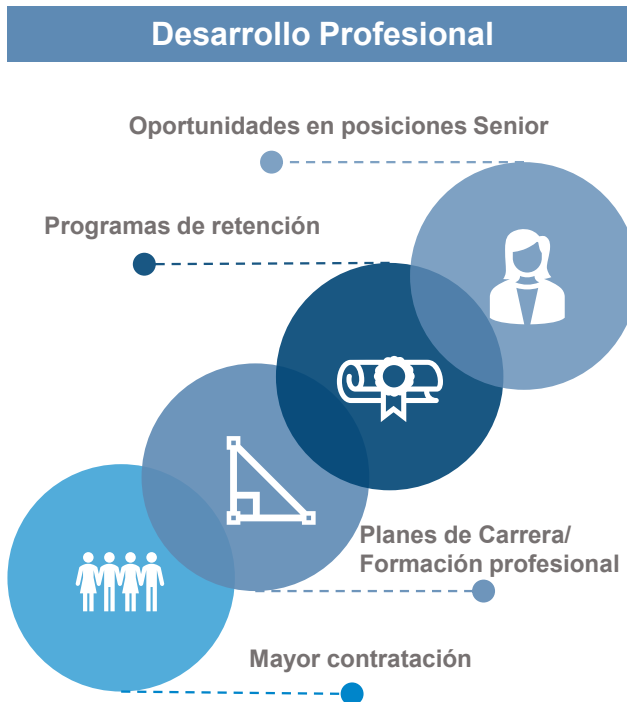 Desarrollo Profesional
Oportunidades en posiciones Senior
Programas de retención
Planes de Carrera/
Formación profesional
Mayor contratación